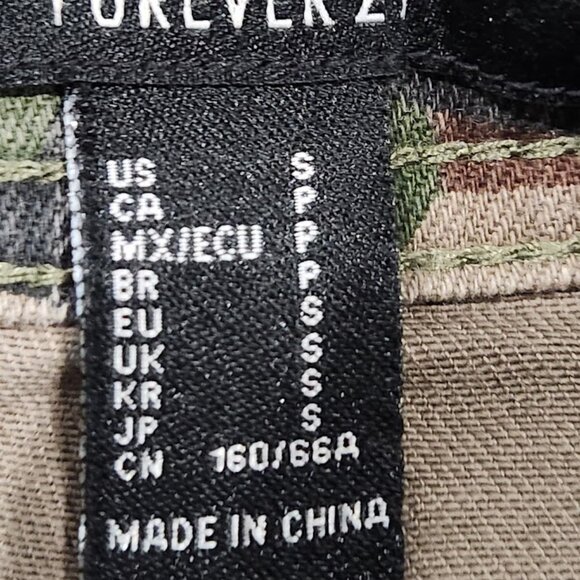 FOREVER 21
US S
CA P
MX/ECU P
BR P
EU S
UK S
KR S
JP S
CN 160/66A
MADE IN CHINA